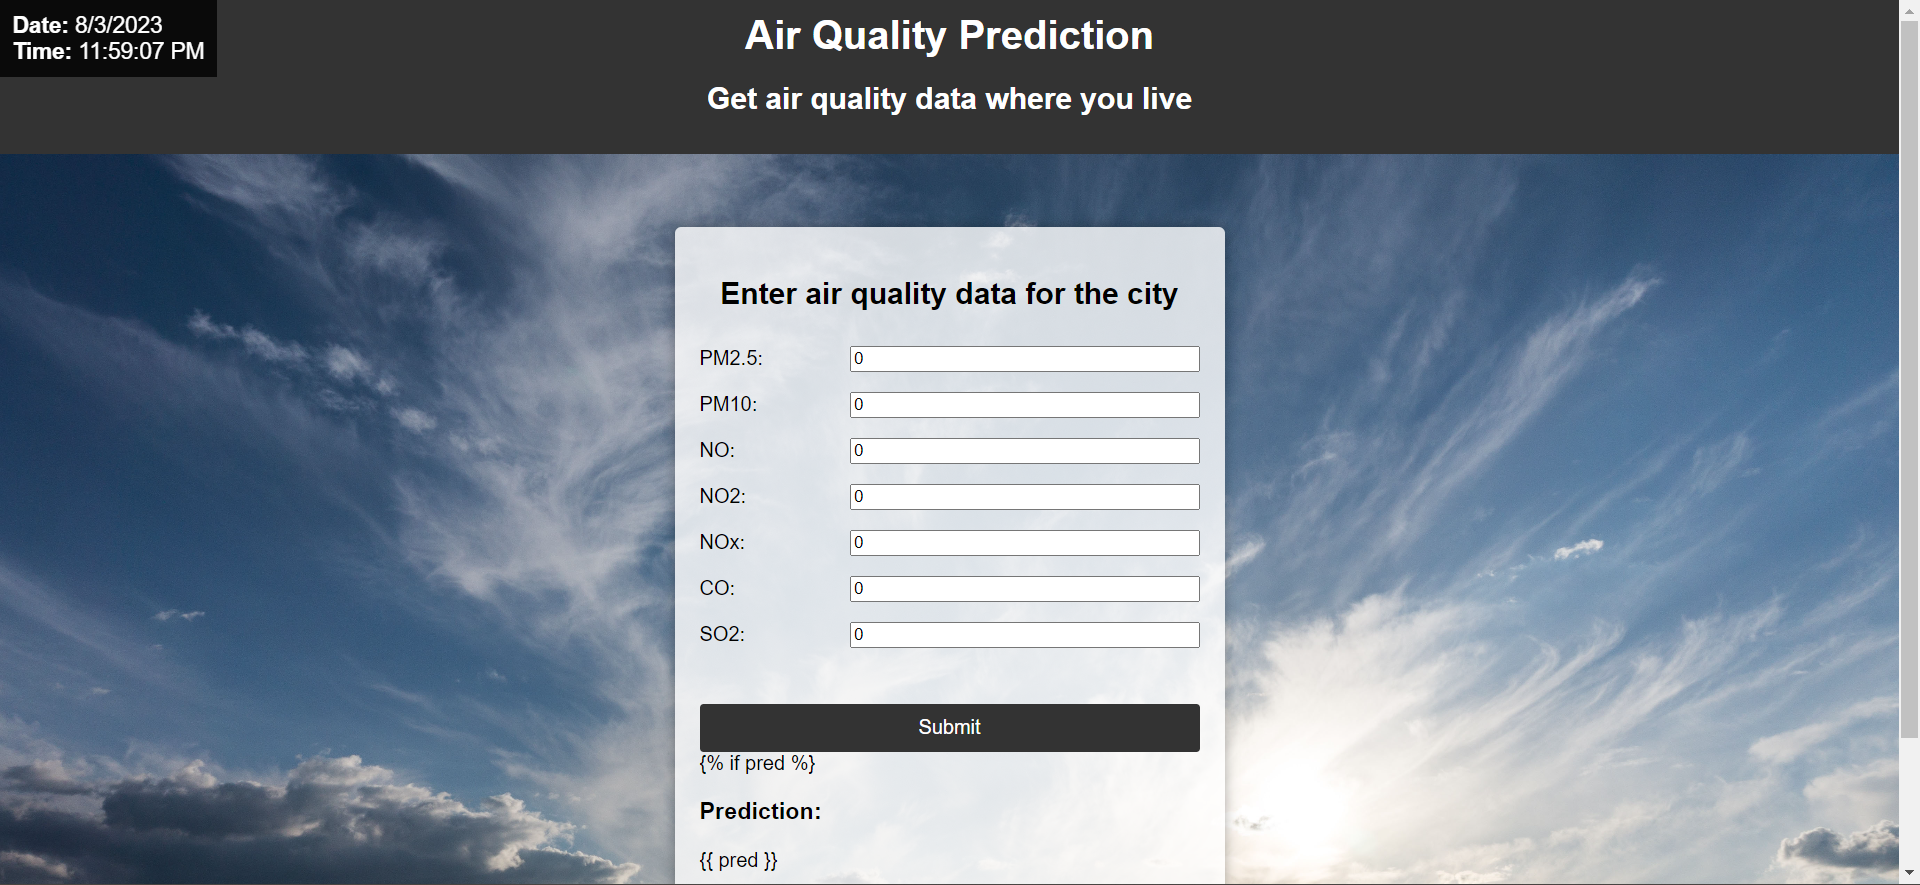 Date: 8/3/2023
Time: 11:59:07 PM
Air Quality Prediction
Get air quality data where you live
Enter air quality data for the city
PM2.5: 0
PM10: 0
NO: 0
NO2: 0
NOx: 0
CO: 0
SO2: 0
Submit
{% if pred %}
Prediction:
{{ pred }}